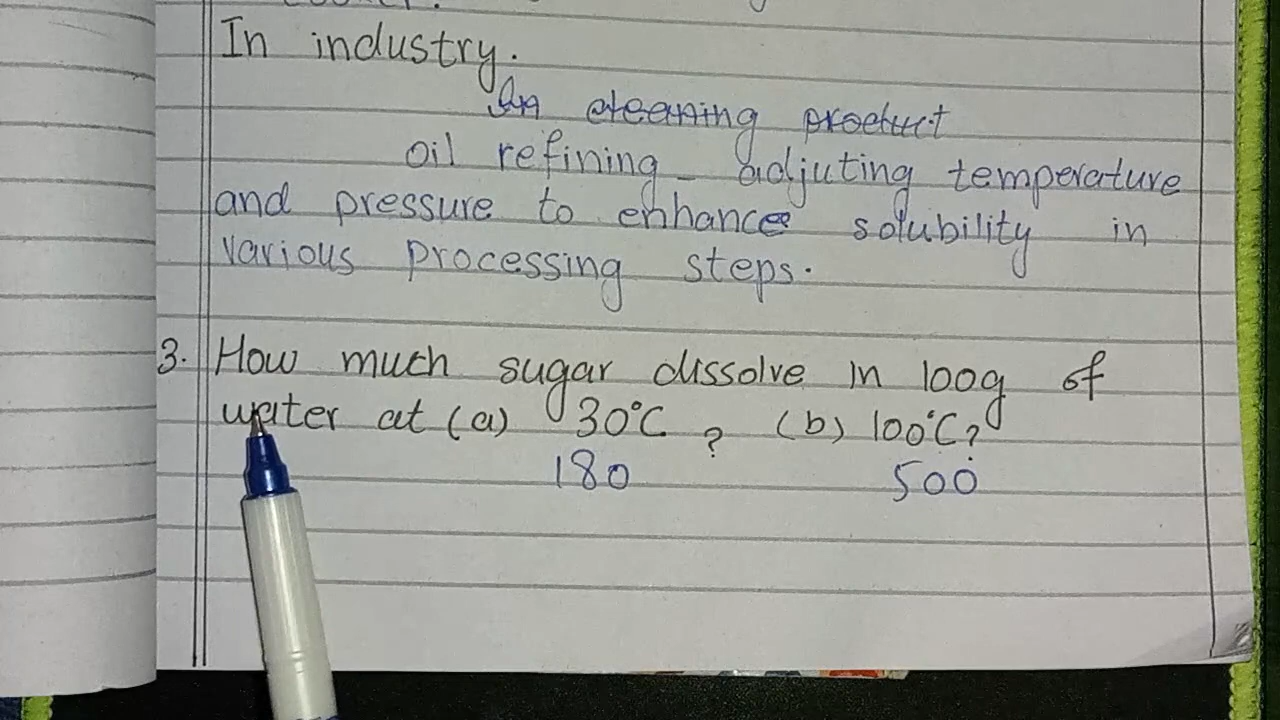 In industry.
In cleaning product
oil refining - adjuting temperature
and pressure to enhance solubility in
various processing steps.
3. How much sugar dissolve in 100g of
water at (a) 30°C ? (b) 100°C?
180 500